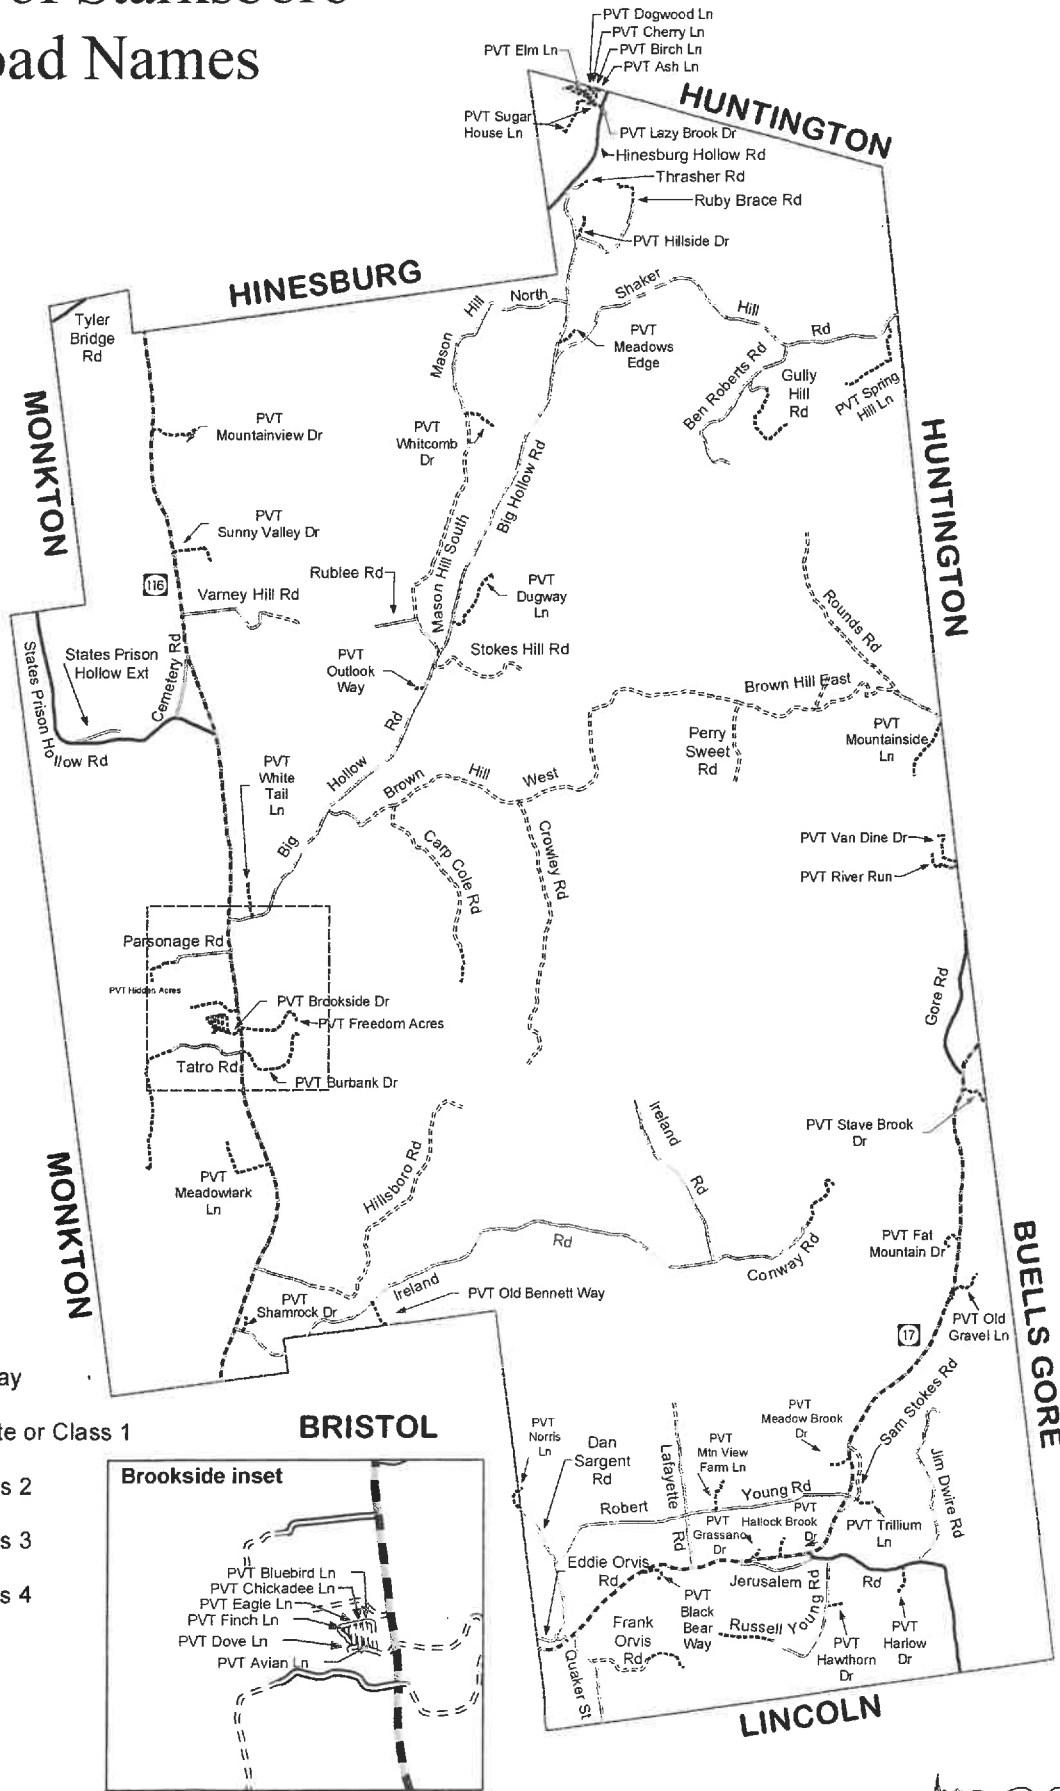 of Starksboro
oad Names
PVT Dogwood Ln
PVT Cherry Ln
PVT Elm Ln
PVT Birch Ln
PVT Ash Ln
PVT Sugar
House Ln
PVT Lazy Brook Dr
HUNTINGTON
Hinesburg Hollow Rd
Thrasher Rd
Ruby Brace Rd
PVT Hillside Dr
HINESBURG
Tyler
Bridge
Rd
Mason Hill North
Shaker Hill Rd
PVT
Meadows
Edge
Ben Roberts Rd
Gully
Hill
Rd
PVT Spring
Hill Ln
MONKTON
PVT
Mountainview Dr
PVT
Whitcomb
Dr
Big Hollow Rd
HUNTINGTON
PVT
Sunny Valley Dr
116
Varney Hill Rd
Rublee Rd
Mason Hill South
PVT
Dugway
Ln
Rounds Rd
States Prison Hollow Rd
States Prison
Hollow Ext
Cemetery Rd
PVT
Outlook
Way
Stokes Hill Rd
Brown Hill East
Perry
Sweet
Rd
PVT
Mountainside
Ln
PVT
White
Tail
Ln
Big Hollow Rd
Brown Hill West
Carp Cole Rd
Crowley Rd
PVT Van Dine Dr
PVT River Run
Parsonage Rd
PVT Hidden Acres
PVT Brookside Dr
PVT Freedom Acres
Tatro Rd
PVT Burbank Dr
Gore Rd
PVT Stave Brook
Dr
MONKTON
PVT
Meadowlark
Ln
Hillsboro Rd
Ireland Rd
Ireland Rd
Conway Rd
PVT Fat
Mountain Dr
BUELLS GORE
PVT
Shamrock Dr
PVT Old Bennett Way
PVT Old
Gravel Ln
17
Sam Stokes Rd
ay
te or Class 1
s 2
s 3
s 4
BRISTOL
PVT
Norris
Ln
Dan
Sargent
Rd
Lafayette Rd
PVT
Mtn View
Farm Ln
PVT
Meadow Brook
Dr
Jim Dwire Rd
Robert Young Rd
PVT
Grassano
Dr
PVT
Hallock Brook
Dr
PVT Trillium
Ln
Eddie Orvis
Rd
Jerusalem Rd
PVT
Black
Bear
Way
Frank
Orvis
Rd
Russell Young Rd
PVT
Hawthorn
Dr
PVT
Harlow
Dr
Quaker St
LINCOLN
Brookside inset
PVT Bluebird Ln
PVT Chickadee Ln
PVT Eagle Ln
PVT Finch Ln
PVT Dove Ln
PVT Avian Ln